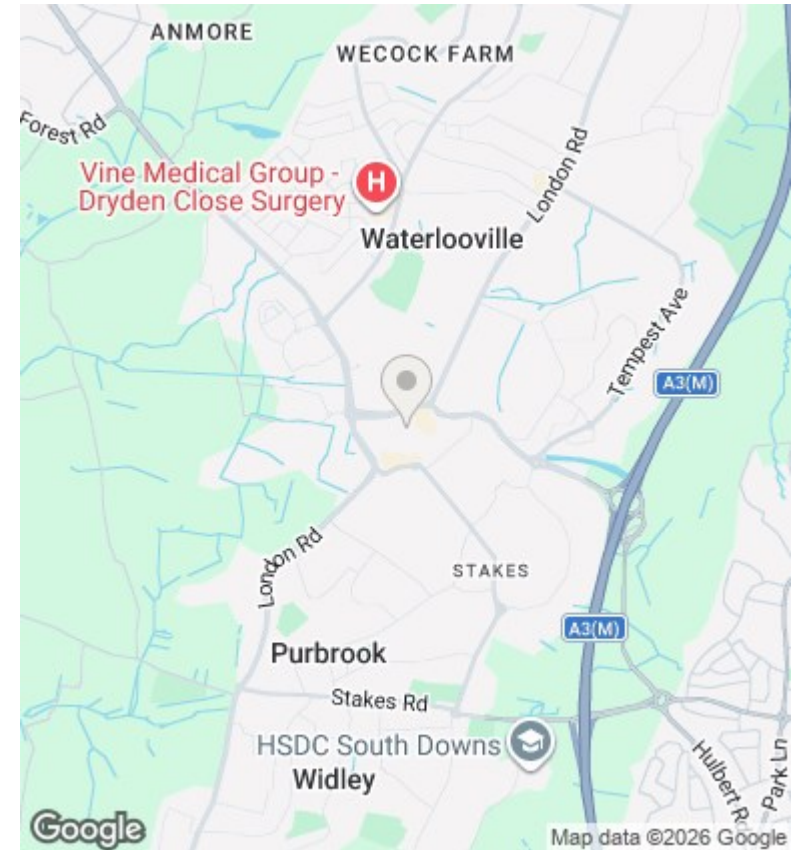 ANMORE
WECOCK FARM
Forest Rd
London Rd
Vine Medical Group -
Dryden Close Surgery
H
Waterlooville
Tempest Ave
A3(M)
London Rd
STAKES
A3(M)
Purbrook
Stakes Rd
HSDC South Downs
Widley
Hulbert Rd
Park Ln
Google
Map data ©2026 Google